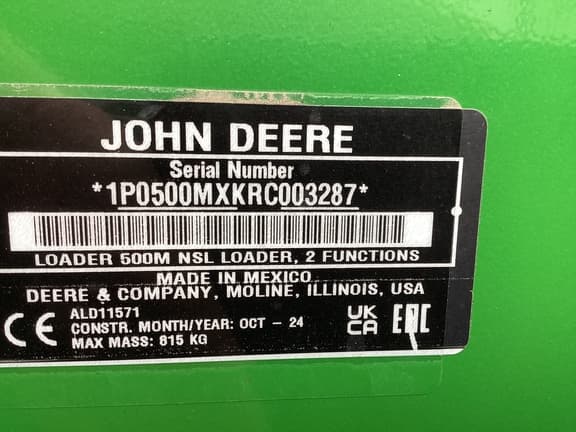 JOHN DEERE
Serial Number
*1P0500MXKRC003287*
LOADER 500M NSL LOADER, 2 FUNCTIONS
MADE IN MEXICO
DEERE & COMPANY, MOLINE, ILLINOIS, USA
ALD11571
CE CONSTR. MONTH/YEAR: OCT - 24 UK CA EAC
MAX MASS: 815 KG